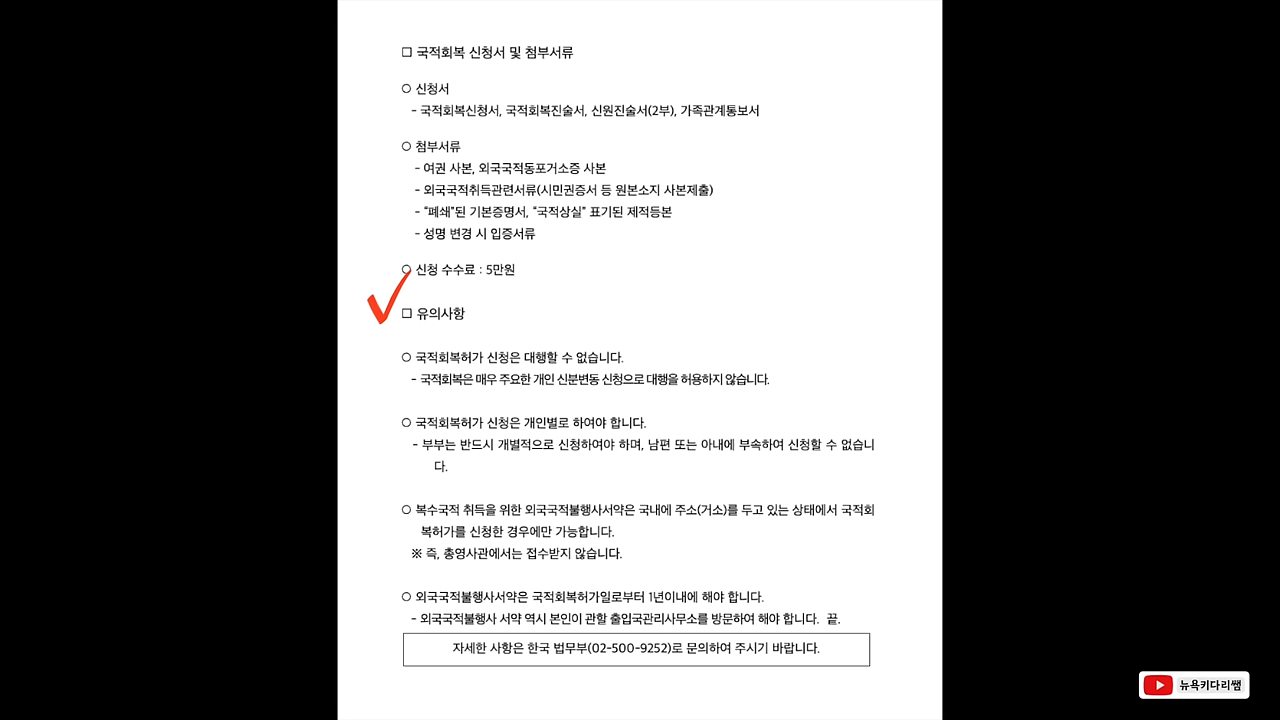 □ 국적회복 신청서 및 첨부서류
○ 신청서
- 국적회복신청서, 국적회복진술서, 신원진술서(2부), 가족관계통보서
○ 첨부서류
- 여권 사본, 외국국적동포거소증 사본
- 외국국적취득관련서류(시민권증서 등 원본소지 사본제출)
- “폐쇄”된 기본증명서, “국적상실” 표기된 제적등본
- 성명 변경 시 입증서류
○ 신청 수수료 : 5만원
□ 유의사항
○ 국적회복허가 신청은 대행할 수 없습니다.
- 국적회복은 매우 주요한 개인 신분변동 신청으로 대행을 허용하지 않습니다.
○ 국적회복허가 신청은 개인별로 하여야 합니다.
- 부부는 반드시 개별적으로 신청하여야 하며, 남편 또는 아내에 부속하여 신청할 수 없습니
다.
○ 복수국적 취득을 위한 외국국적불행사서약은 국내에 주소(거소)를 두고 있는 상태에서 국적회
복허가를 신청한 경우에만 가능합니다.
※ 즉, 총영사관에서는 접수받지 않습니다.
○ 외국국적불행사서약은 국적회복허가일로부터 1년이내에 해야 합니다.
- 외국국적불행사 서약 역시 본인이 관할 출입국관리사무소를 방문하여 해야 합니다. 끝.
자세한 사항은 한국 법무부(02-500-9252)로 문의하여 주시기 바랍니다.
뉴욕키다리쌤